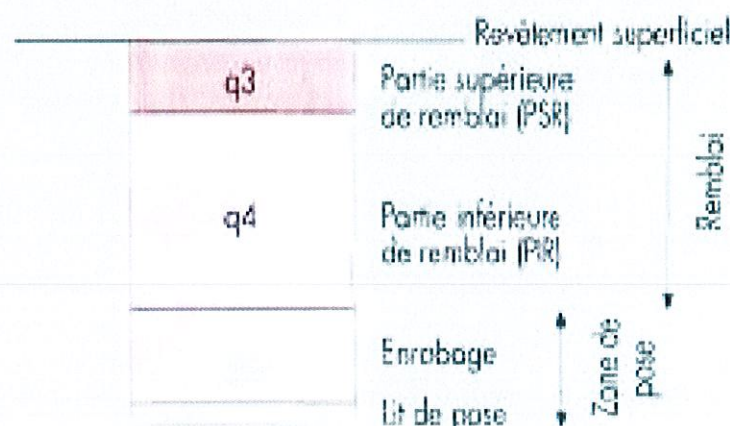 Revêtement superficiel
q3
Partie supérieure
de remblai (PSR)
Remblai
q4
Partie inférieure
de remblai (PIR)
Enrobage
Zone de
pose
Lit de pose